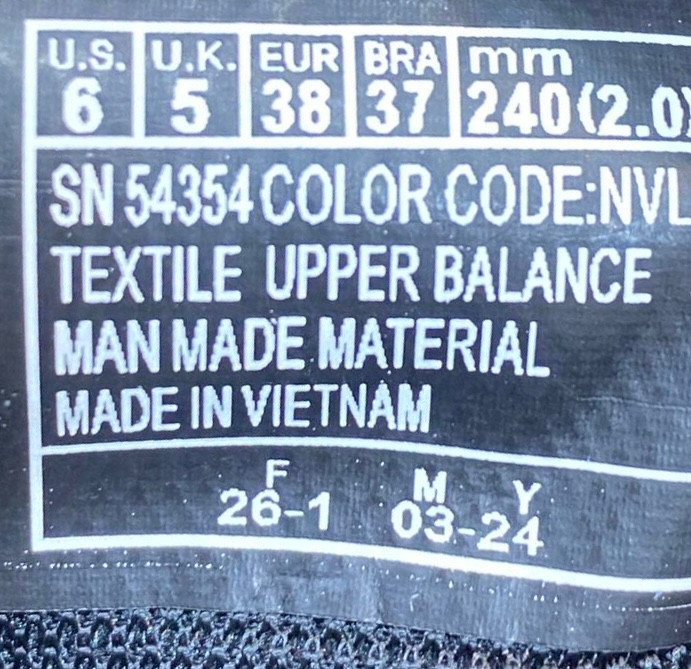 U.S. U.K. EUR BRA mm
6 5 38 37 240(2.0)
SN 54354 COLOR CODE:NVL
TEXTILE UPPER BALANCE
MAN MADE MATERIAL
MADE IN VIETNAM
F M Y
26-1 03-24